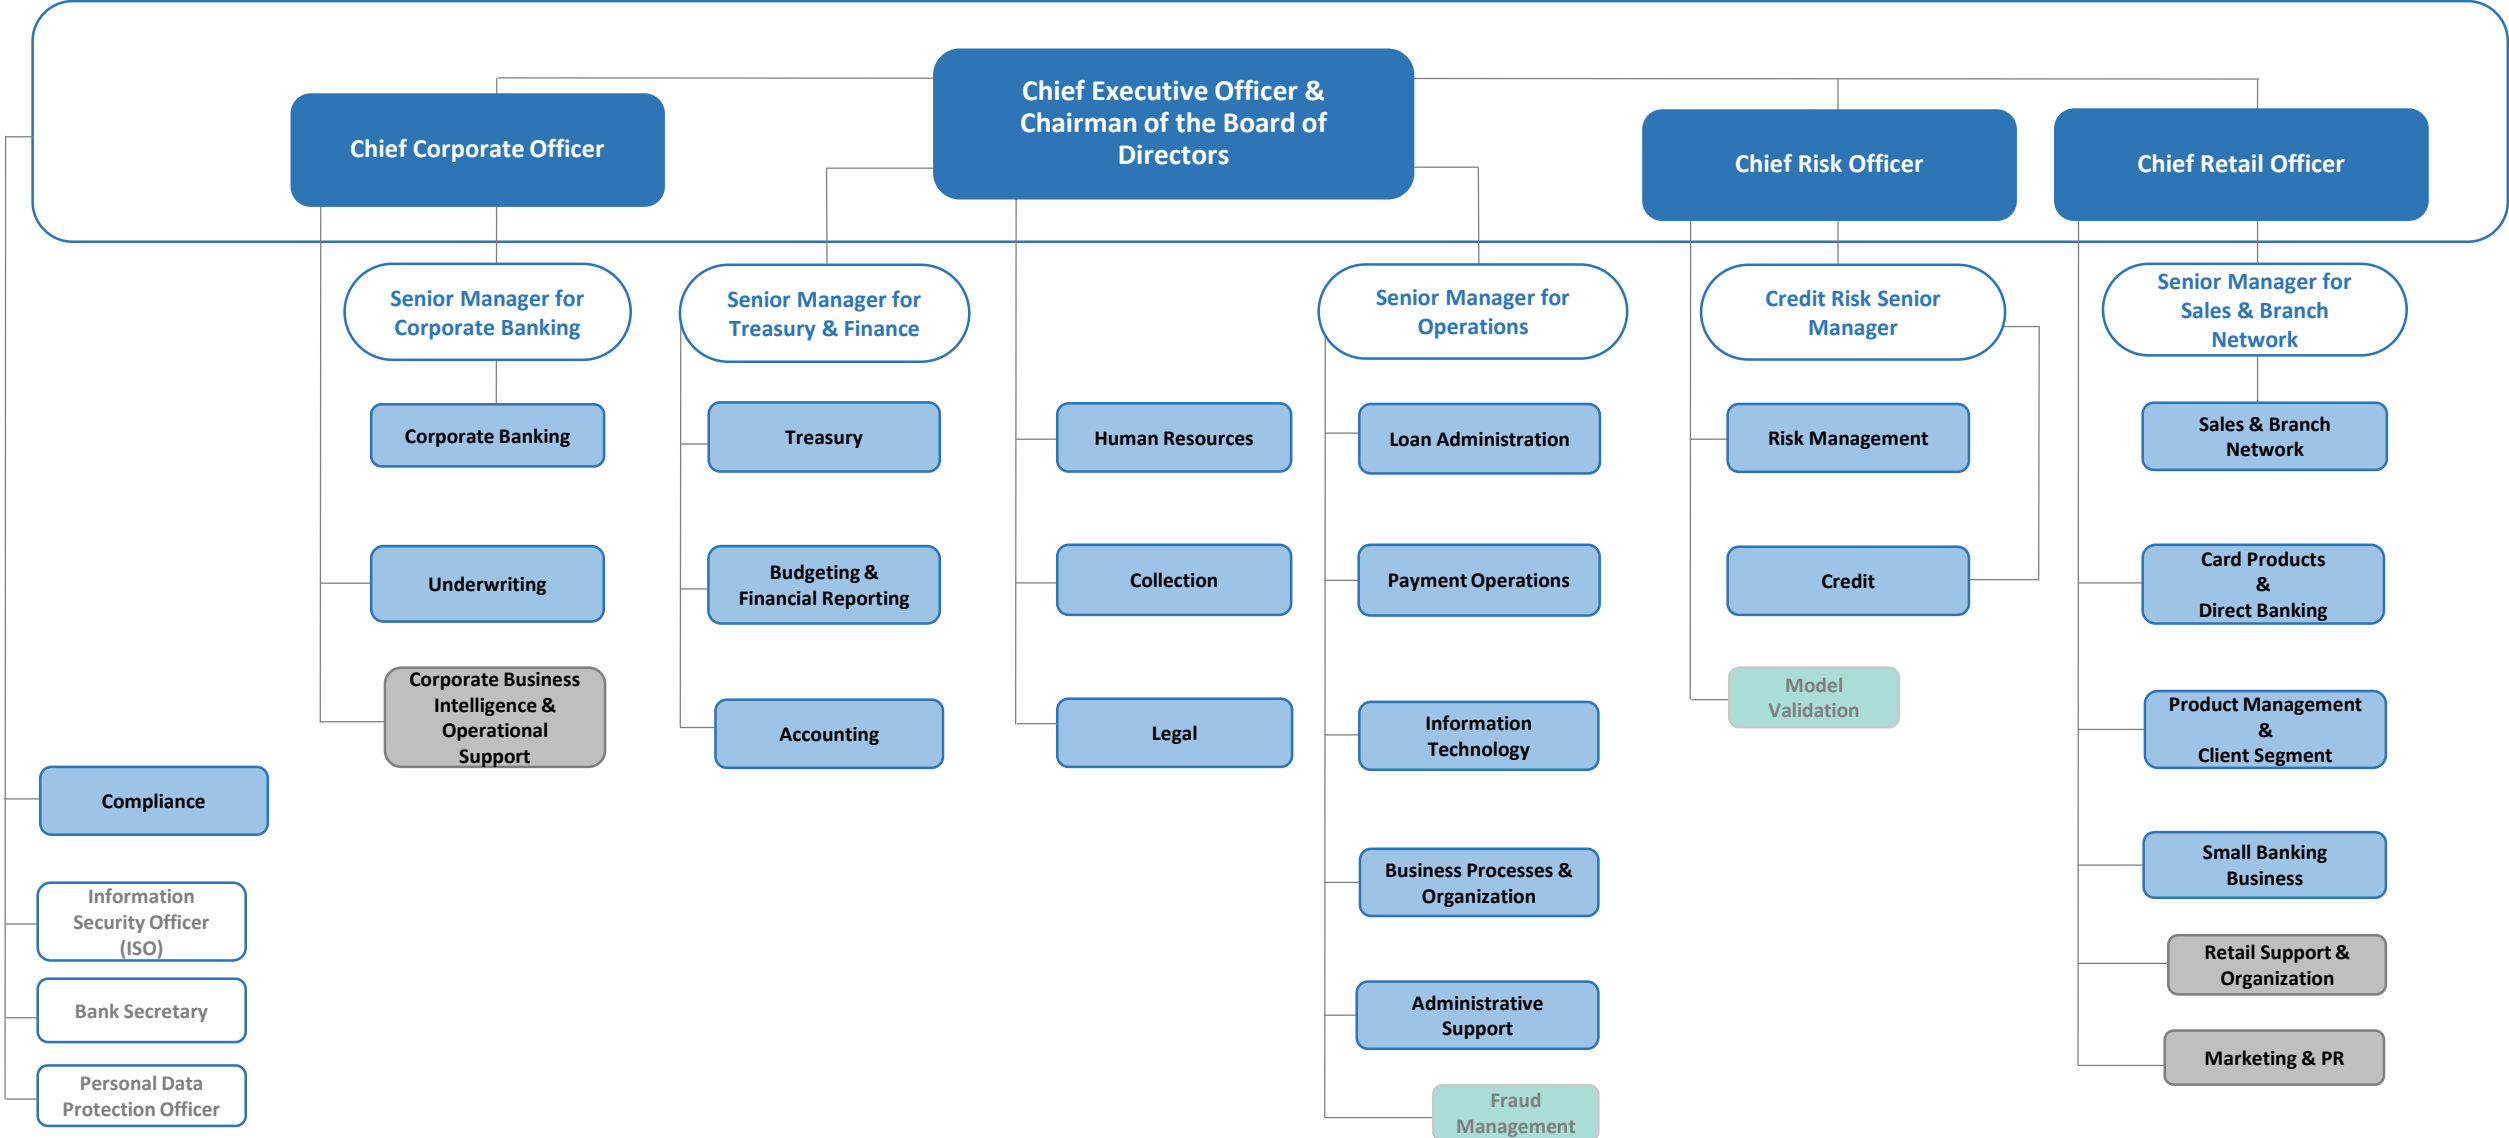 Chief Executive Officer &
Chairman of the Board of
Directors
Chief Corporate Officer
Chief Risk Officer
Chief Retail Officer
Senior Manager for
Corporate Banking
Senior Manager for
Treasury & Finance
Senior Manager for
Operations
Credit Risk Senior
Manager
Senior Manager for
Sales & Branch
Network
Corporate Banking
Treasury
Human Resources
Loan Administration
Risk Management
Sales & Branch
Network
Underwriting
Budgeting &
Financial Reporting
Collection
Payment Operations
Credit
Card Products
&
Direct Banking
Corporate Business
Intelligence &
Operational
Support
Accounting
Legal
Information
Technology
Model
Validation
Product Management
&
Client Segment
Compliance
Business Processes &
Organization
Small Banking
Business
Information
Security Officer
(ISO)
Retail Support &
Organization
Bank Secretary
Administrative
Support
Marketing & PR
Personal Data
Protection Officer
Fraud
Management